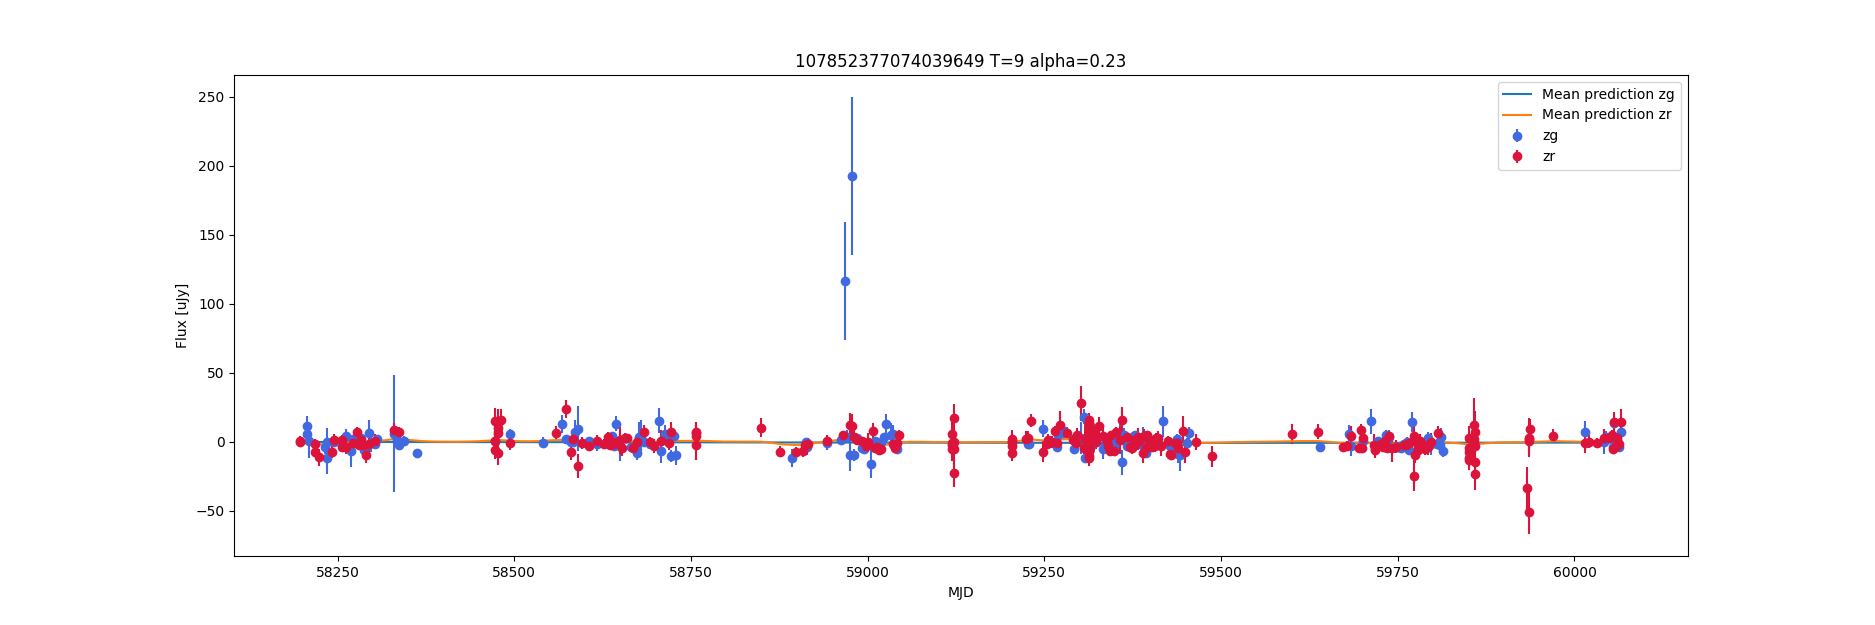 107852377074039649 T=9 alpha=0.23
Mean prediction zg
Mean prediction zr
zg
zr
Flux [uJy]
250
200
150
100
50
0
−50
58250 58500 58750 59000 59250 59500 59750 60000
MJD